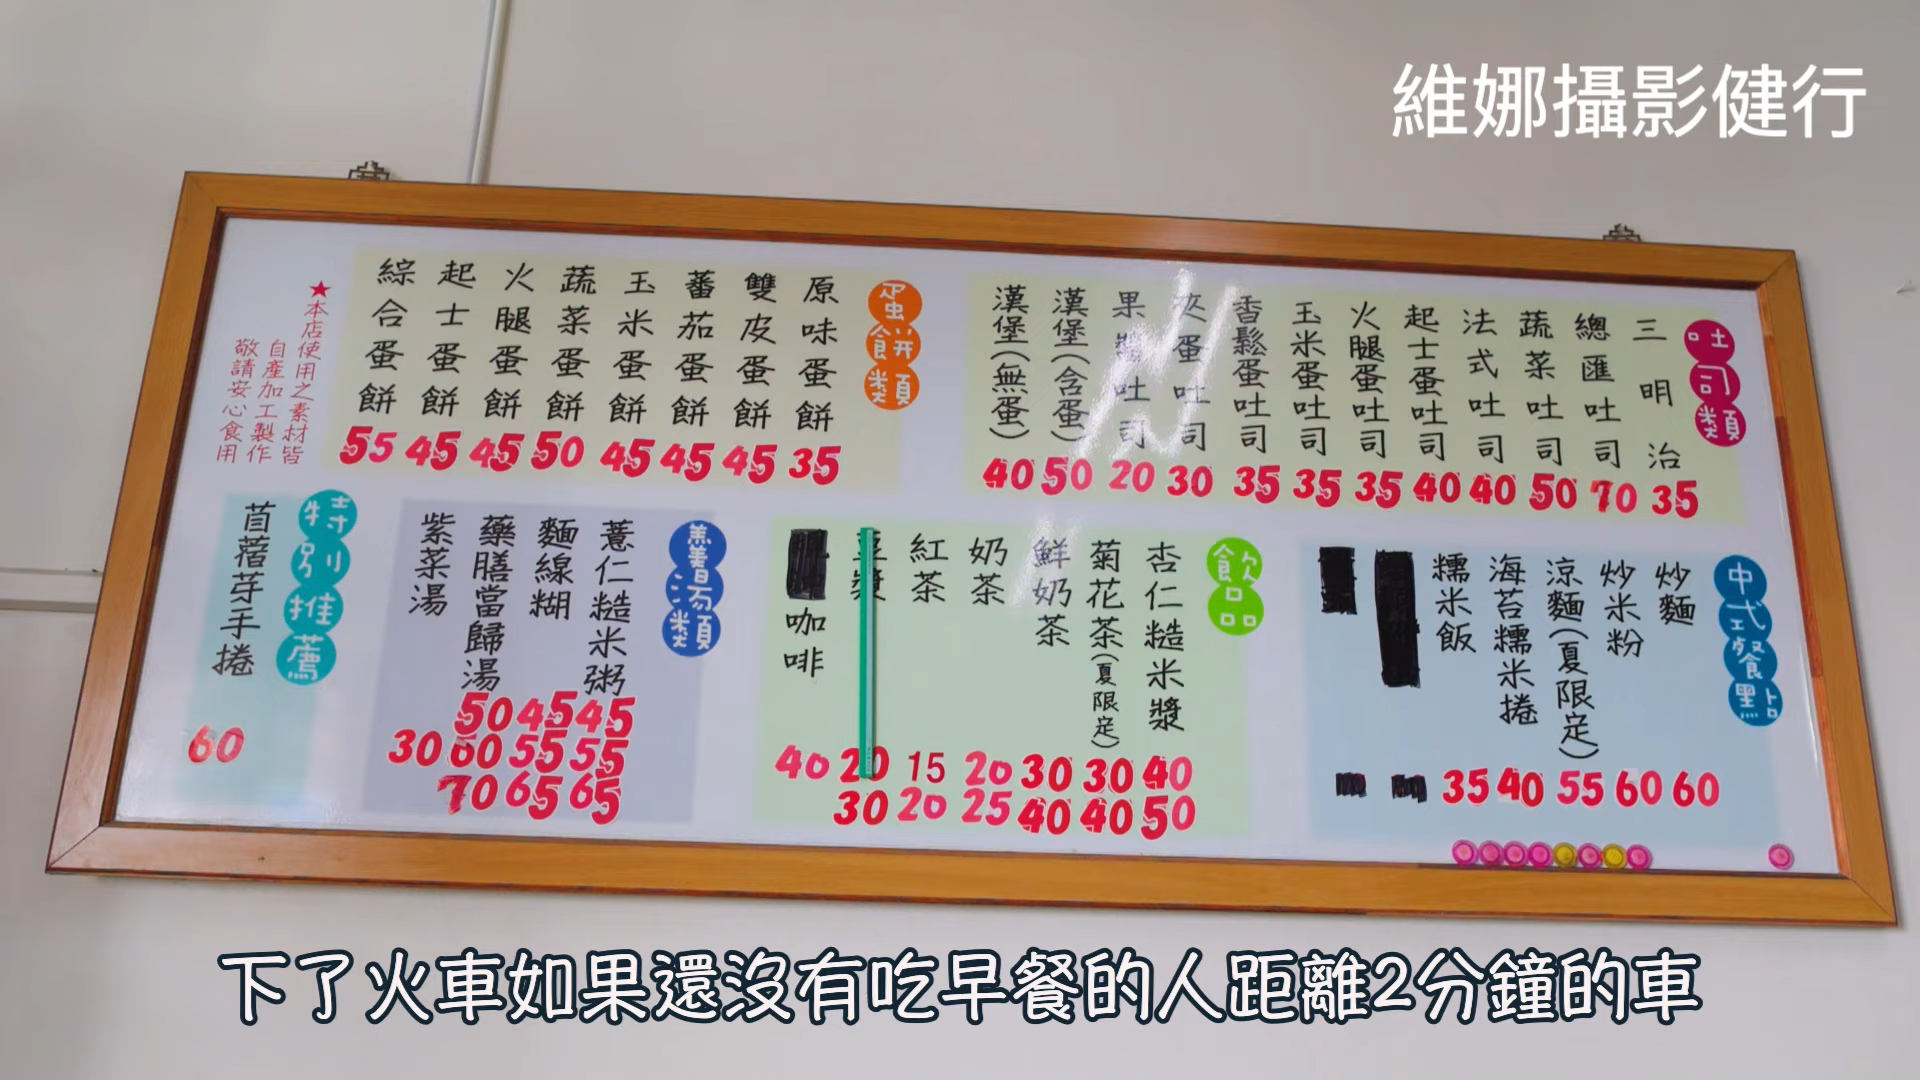 維娜攝影健行
吐司類
三明治 35
總匯吐司 70
蔬菜吐司 50
法式吐司 40
起士蛋吐司 40
火腿蛋吐司 35
玉米蛋吐司 35
香鬆蛋吐司 35
夾蛋吐司 30
果醬吐司 20
漢堡(含蛋) 50
漢堡(無蛋) 40
蛋餅類
原味蛋餅 35
雙皮蛋餅 45
蕃茄蛋餅 45
玉米蛋餅 45
蔬菜蛋餅 50
火腿蛋餅 45
起士蛋餅 45
綜合蛋餅 55
★本店使用之素材皆
自產加工製作
敬請安心食用
中式餐點
炒麵 60
炒米粉 60
涼麵(夏限定) 55
海苔糯米捲 40
糯米飯 35
飲品
杏仁糙米漿 40 50
菊花茶(夏限定) 30 40
鮮奶茶 30 40
奶茶 20 25
紅茶 15 20
豆漿 20 30
咖啡 40
羹湯類
薏仁糙米粥 45 55 65
麵線糊 45 55 65
藥膳當歸湯 50 60 70
紫菜湯 30
特別推薦
苜蓿芽手捲 60
下了火車如果還沒有吃早餐的人距離2分鐘的車